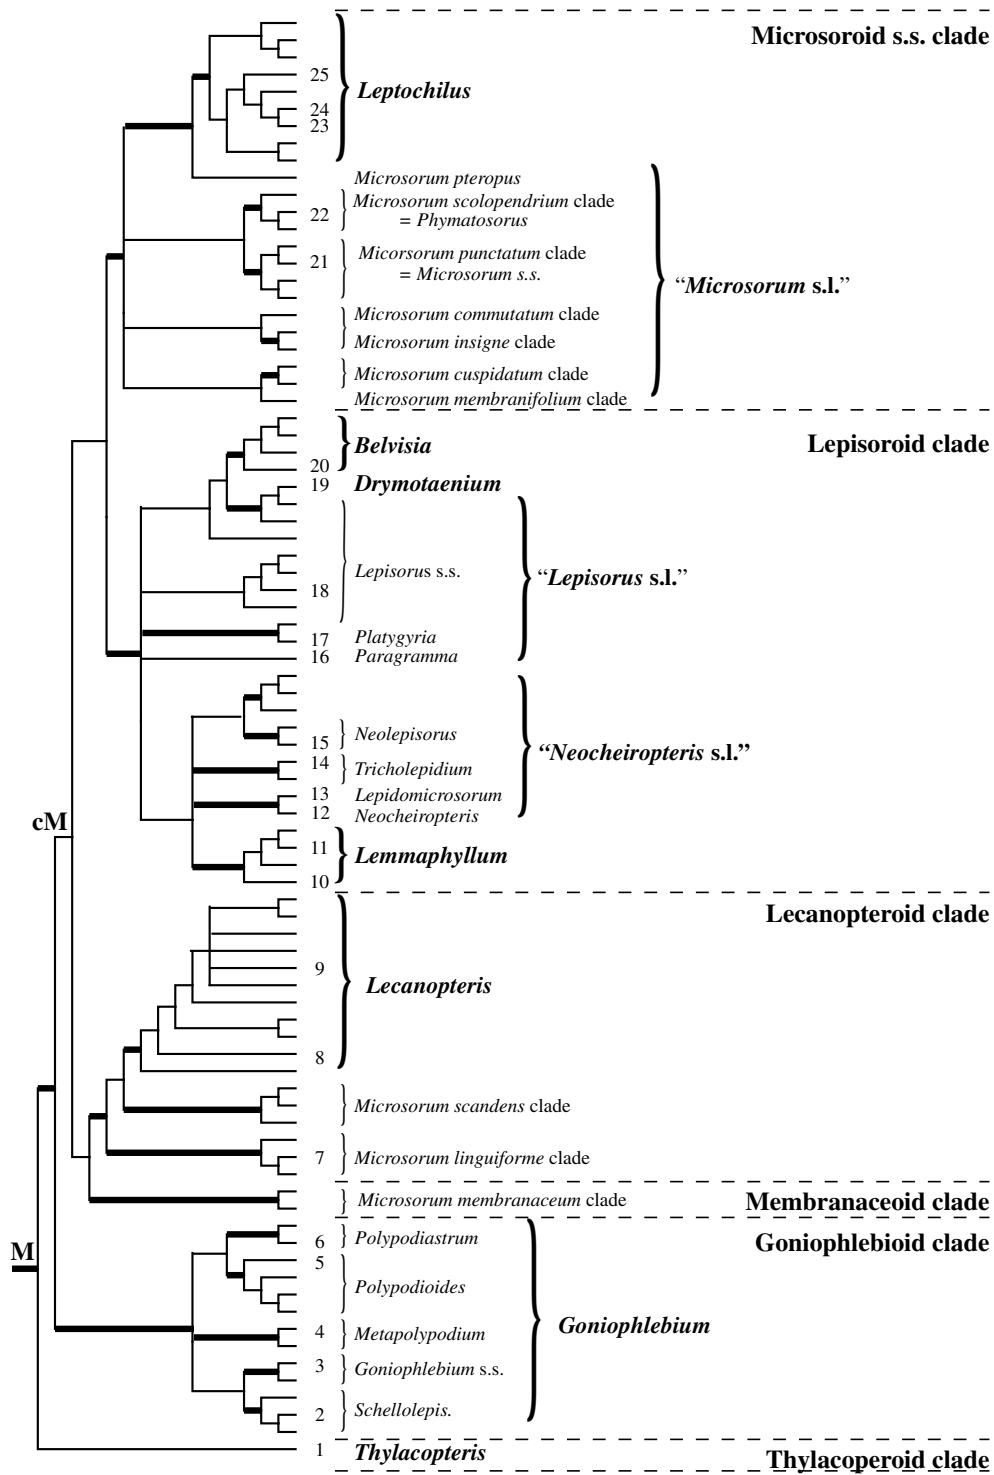 Microsoroid s.s. clade
25
Leptochilus
24
23
Microsorum pteropus
Microsorum scolopendrium clade
22
= Phymatosorus
Micorsorum punctatum clade
21
= Microsorum s.s.
“Microsorum s.l.”
Microsorum commutatum clade
Microsorum insigne clade
Microsorum cuspidatum clade
Microsorum membranifolium clade
Belvisia
Lepisoroid clade
20
19 Drymotaenium
Lepisorus s.s.
“Lepisorus s.l.”
18
17 Platygyria
16 Paragramma
15 Neolepisorus
“Neocheiropteris s.l.”
14 Tricholepidium
13 Lepidomicrosorum
12 Neocheiropteris
cM
11 Lemmaphyllum
10
Lecanopteroid clade
9
Lecanopteris
8
Microsorum scandens clade
7 Microsorum linguiforme clade
Microsorum membranaceum clade
Membranaceoid clade
6 Polypodiastrum
Goniophlebioid clade
M
5
Polypodioides
Goniophlebium
4 Metapolypodium
3 Goniophlebium s.s.
2 Schellolepis.
1 Thylacopteris
Thylacoperoid clade